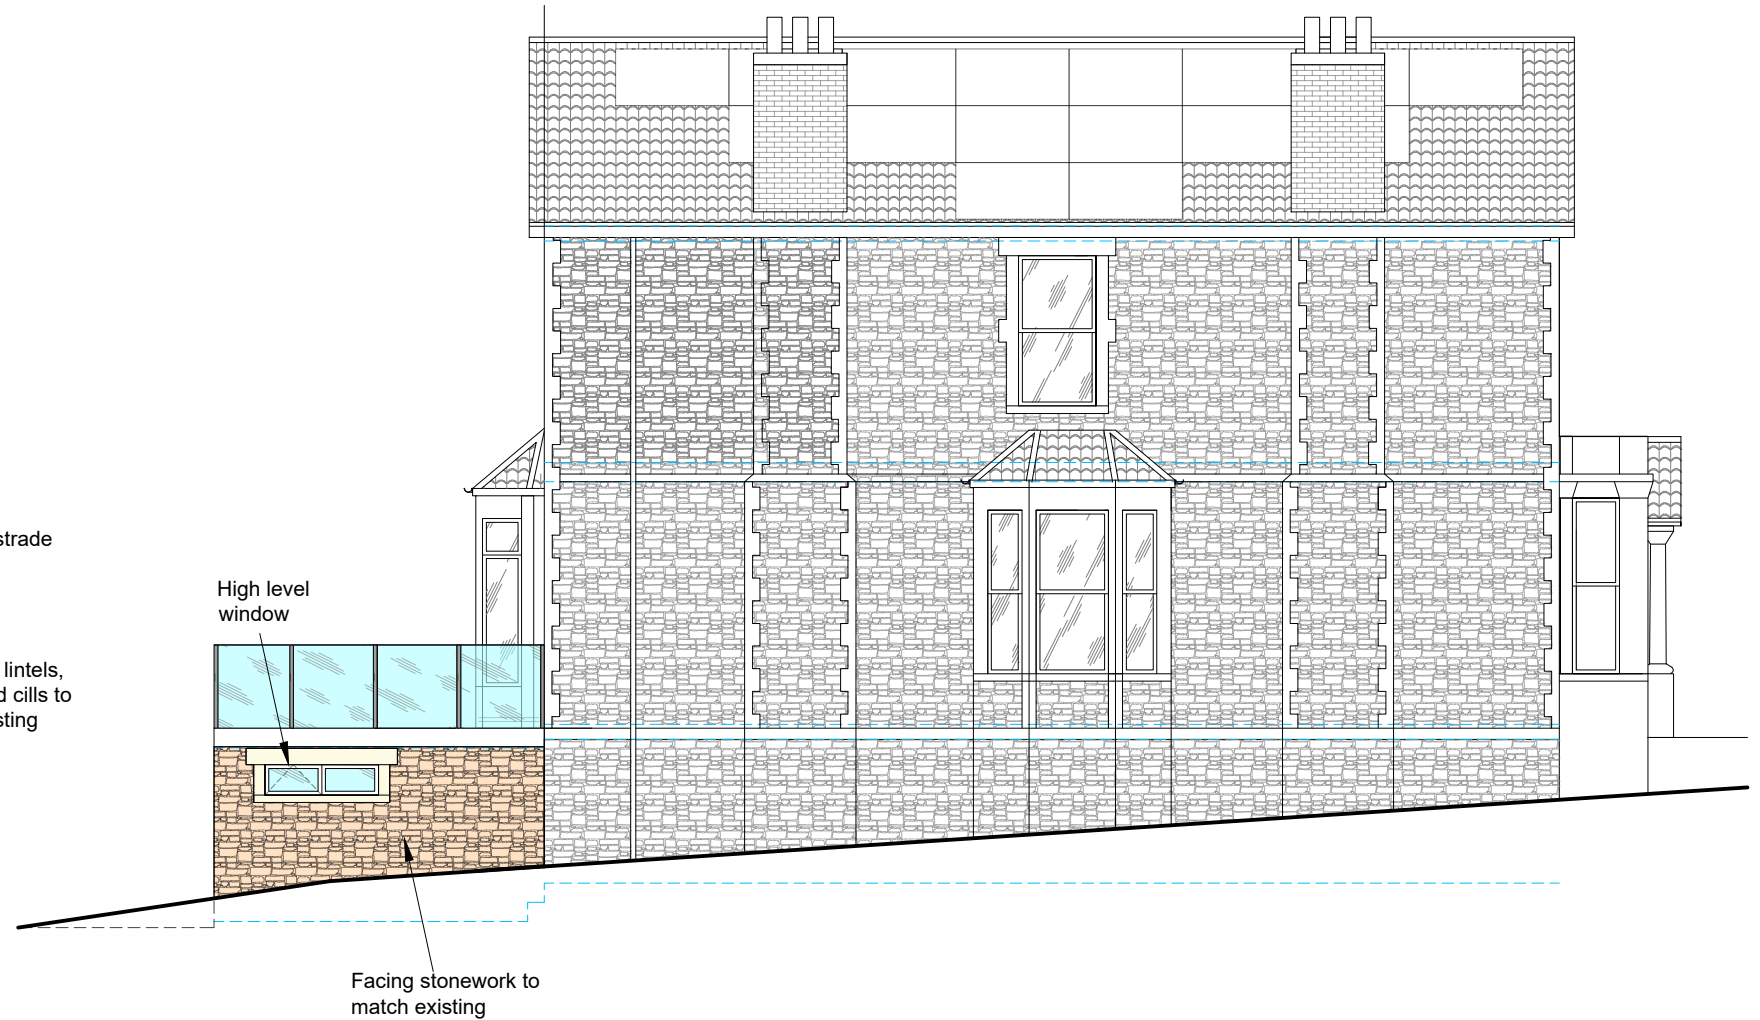 strade
High level
window
lintels,
d cills to
sting
Facing stonework to
match existing